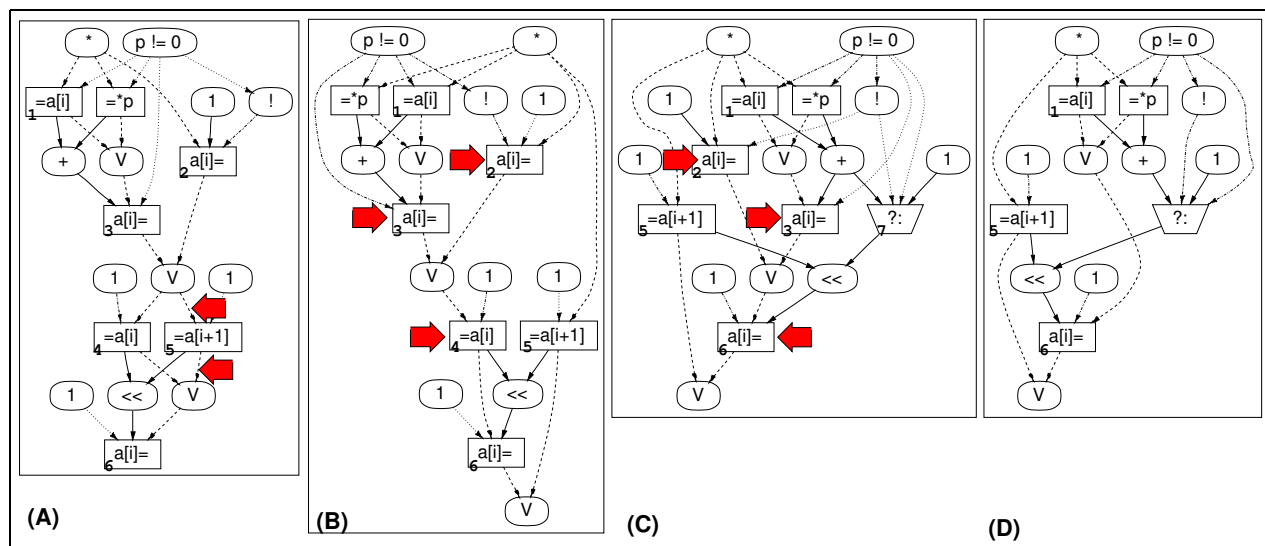 * p != 0
=a[i] =*p 1 !
1
+ V a[i]=
2
a[i]=
3
V
1 1
=a[i] =a[i+1]
4 5
1 << V
a[i]=
6
(A)
p != 0 *
=*p =a[i] ! 1
1
+ V a[i]=
2
a[i]=
3
V
1 1
=a[i] =a[i+1]
4 5
1 <<
a[i]=
6
V
(B)
* p != 0
1 =a[i] =*p !
1
1 a[i]= V + 1
2
=a[i+1] a[i]= ?:
5 3 7
1 V <<
a[i]=
6
V
(C)
* p != 0
=a[i] =*p !
1
1 V + 1
=a[i+1] ?:
5
<< 1
a[i]=
6
V
(D)